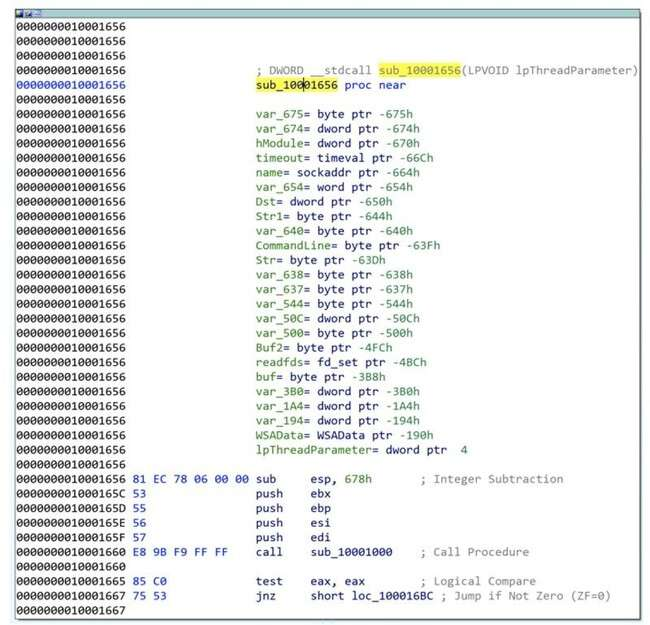 0000000010001656
0000000010001656
0000000010001656
0000000010001656 ; DWORD __stdcall sub_10001656(LPVOID lpThreadParameter)
0000000010001656 sub_10001656 proc near
0000000010001656
0000000010001656 var_675= byte ptr -675h
0000000010001656 var_674= dword ptr -674h
0000000010001656 hModule= dword ptr -670h
0000000010001656 timeout= timeval ptr -66Ch
0000000010001656 name= sockaddr ptr -664h
0000000010001656 var_654= word ptr -654h
0000000010001656 Dst= dword ptr -650h
0000000010001656 Str1= byte ptr -644h
0000000010001656 var_640= byte ptr -640h
0000000010001656 CommandLine= byte ptr -63Fh
0000000010001656 Str= byte ptr -63Dh
0000000010001656 var_638= byte ptr -638h
0000000010001656 var_637= byte ptr -637h
0000000010001656 var_544= byte ptr -544h
0000000010001656 var_50C= dword ptr -50Ch
0000000010001656 var_500= byte ptr -500h
0000000010001656 Buf2= byte ptr -4FCh
0000000010001656 readfds= fd_set ptr -4BCh
0000000010001656 buf= byte ptr -3B8h
0000000010001656 var_3B0= dword ptr -3B0h
0000000010001656 var_1A4= dword ptr -1A4h
0000000010001656 var_194= dword ptr -194h
0000000010001656 WSAData= WSAData ptr -190h
0000000010001656 lpThreadParameter= dword ptr  4
0000000010001656
0000000010001656 81 EC 78 06 00 00 sub esp, 678h ; Integer Subtraction
000000001000165C 53 push ebx
000000001000165D 55 push ebp
000000001000165E 56 push esi
000000001000165F 57 push edi
0000000010001660 E8 9B F9 FF FF call sub_10001000 ; Call Procedure
0000000010001660
0000000010001665 85 C0 test eax, eax ; Logical Compare
0000000010001667 75 53 jnz short loc_100016BC ; Jump if Not Zero (ZF=0)
0000000010001667